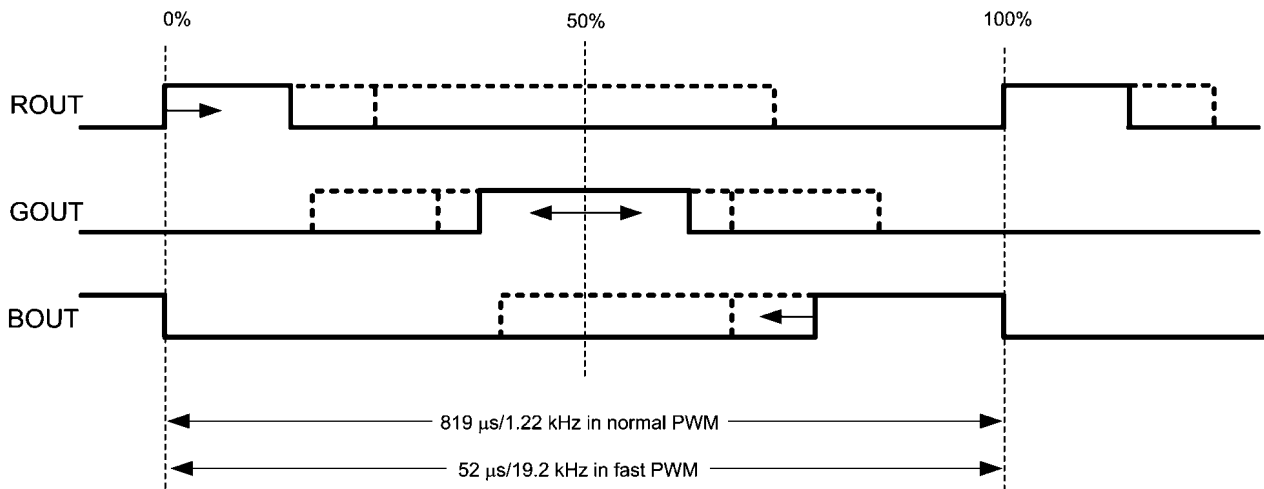 0%
50%
100%
ROUT
GOUT
BOUT
819 μs/1.22 kHz in normal PWM
52 μs/19.2 kHz in fast PWM